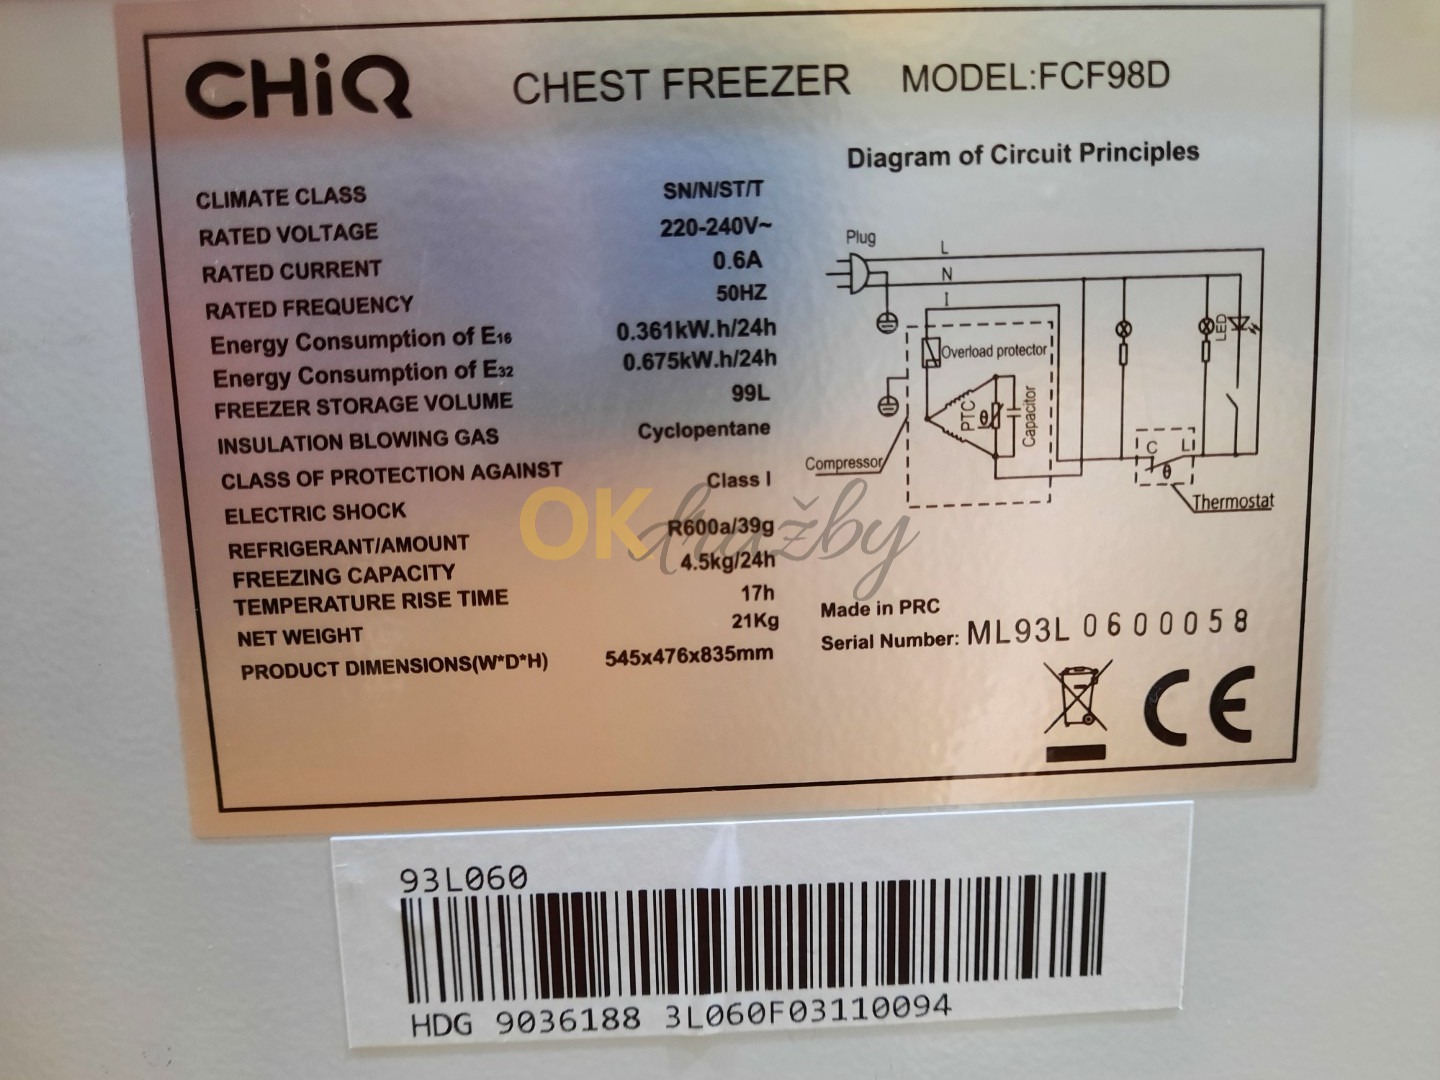 CHiQ CHEST FREEZER MODEL:FCF98D
Diagram of Circuit Principles
CLIMATE CLASS SN/N/ST/T
RATED VOLTAGE 220-240V~
RATED CURRENT 0.6A
RATED FREQUENCY 50HZ
Energy Consumption of E16 0.361kW.h/24h
Energy Consumption of E32 0.675kW.h/24h
FREEZER STORAGE VOLUME 99L
INSULATION BLOWING GAS Cyclopentane
CLASS OF PROTECTION AGAINST
ELECTRIC SHOCK Class I
REFRIGERANT/AMOUNT R600a/39g
FREEZING CAPACITY 4.5kg/24h
TEMPERATURE RISE TIME 17h
NET WEIGHT 21Kg
PRODUCT DIMENSIONS(W*D*H) 545x476x835mm
Plug
L
N
I
LED
Overload protector
PTC
θ
Capacitor
Compressor
C L
θ
Thermostat
OKdražby
Made in PRC
Serial Number: ML93L 0600058
CE
93L060
HDG 9036188 3L060F03110094